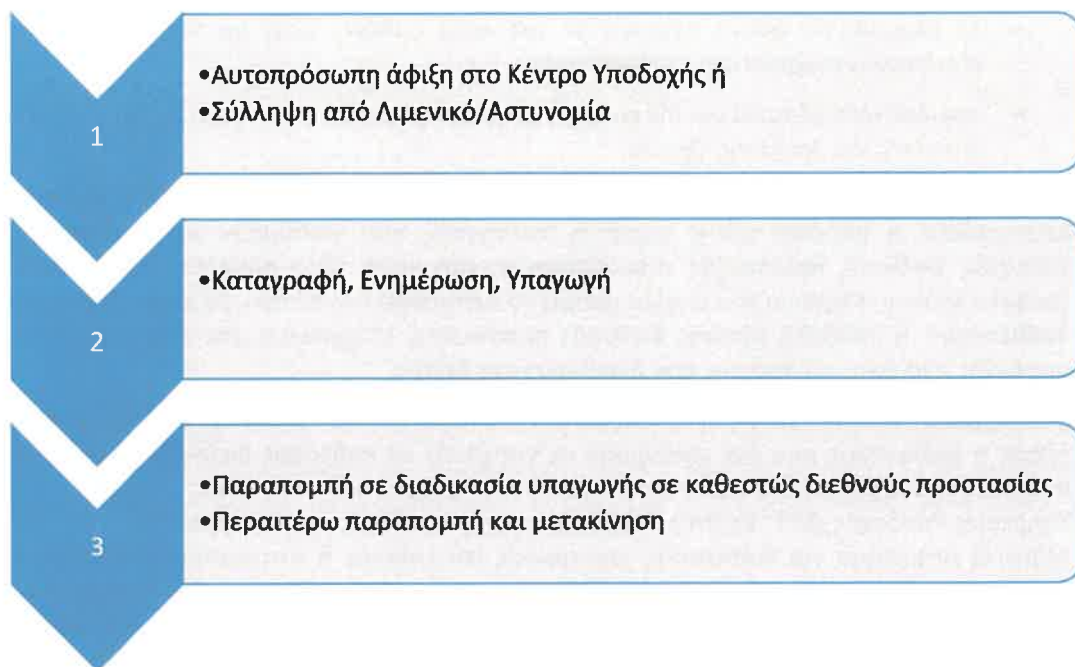 1
•Αυτοπρόσωπη άφιξη στο Κέντρο Υποδοχής ή
•Σύλληψη από Λιμενικό/Αστυνομία
2
•Καταγραφή, Ενημέρωση, Υπαγωγή
3
•Παραπομπή σε διαδικασία υπαγωγής σε καθεστώς διεθνούς προστασίας
•Περαιτέρω παραπομπή και μετακίνηση